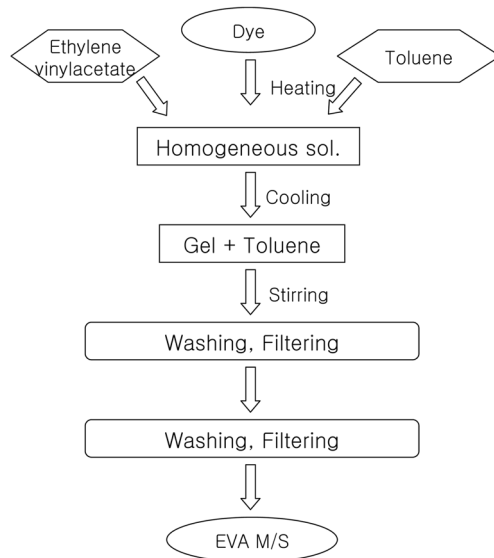 Ethylene
vinylacetate
Dye
Toluene
Heating
Homogeneous sol.
Cooling
Gel + Toluene
Stirring
Washing, Filtering
Washing, Filtering
EVA M/S